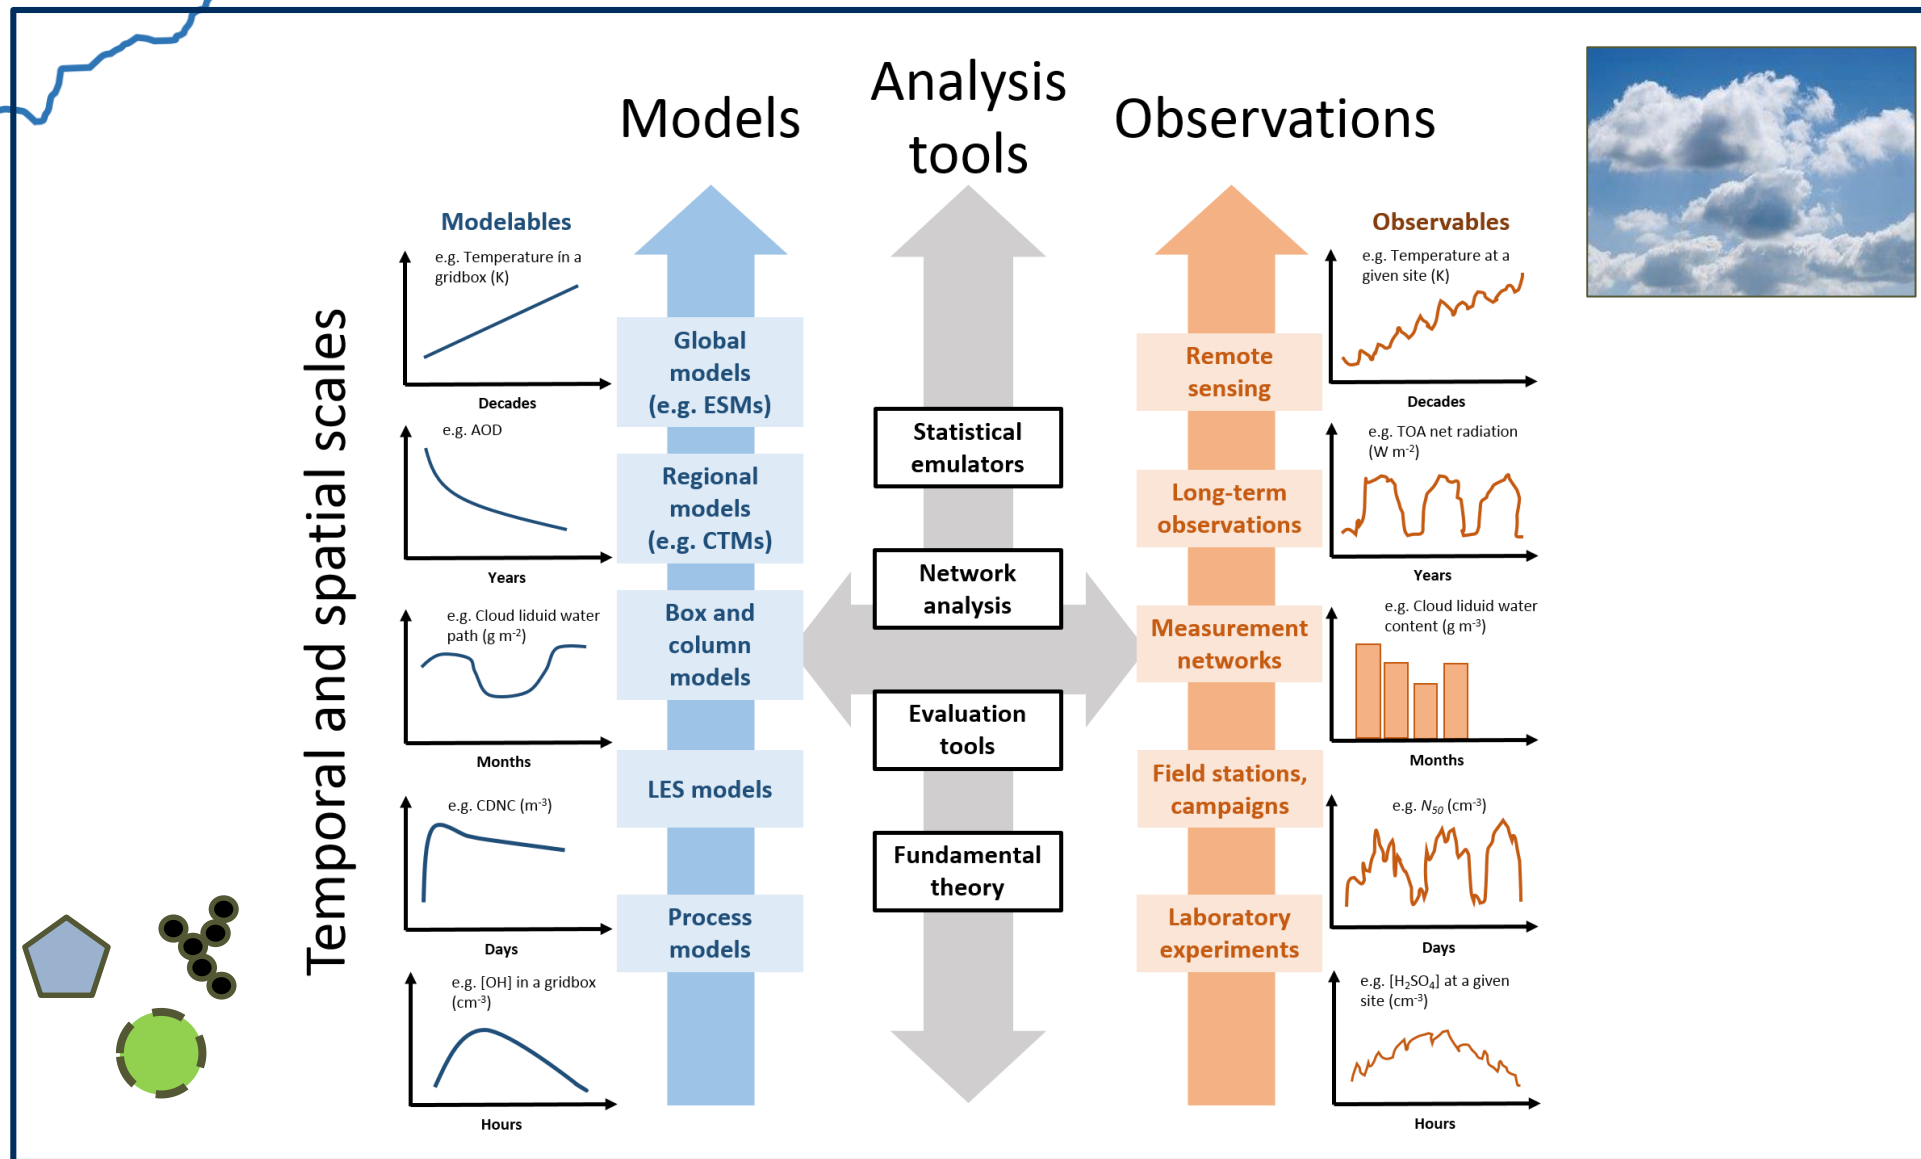 Models
Analysis
tools
Observations
Temporal and spatial scales
Modelables
e.g. Temperature ín a
gridbox (K)
Decades
e.g. AOD
Years
e.g. Cloud liduid water
path (g m-2)
Months
e.g. CDNC (m-3)
Days
e.g. [OH] in a gridbox
(cm-3)
Hours
Global
models
(e.g. ESMs)
Regional
models
(e.g. CTMs)
Box and
column
models
LES models
Process
models
Statistical
emulators
Network
analysis
Evaluation
tools
Fundamental
theory
Remote
sensing
Long-term
observations
Measurement
networks
Field stations,
campaigns
Laboratory
experiments
Observables
e.g. Temperature at a
given site (K)
Decades
e.g. TOA net radiation
(W m-2)
Years
e.g. Cloud liduid water
content (g m-3)
Months
e.g. N50 (cm-3)
Days
e.g. [H2SO4] at a given
site (cm-3)
Hours